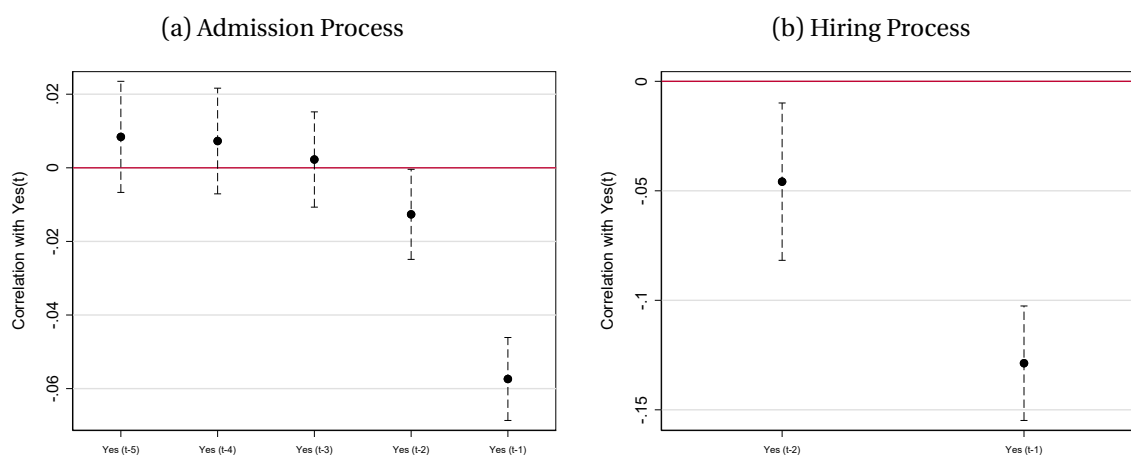 (a) Admission Process
Correlation with Yes(t)
.02
0
-.02
-.04
-.06
Yes (t-5) Yes (t-4) Yes (t-3) Yes (t-2) Yes (t-1)
(b) Hiring Process
Correlation with Yes(t)
0
-.05
-.1
-.15
Yes (t-2) Yes (t-1)